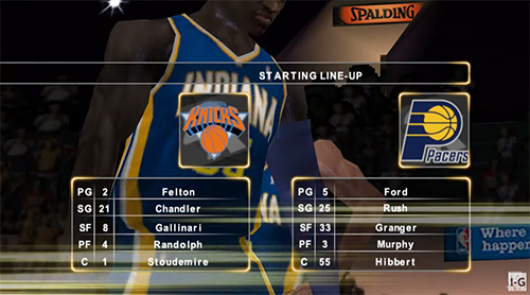 SPALDING
STARTING LINE-UP
INDIANA
KNICKS
Pacers
PG 2 Felton
SG 21 Chandler
SF 8 Gallinari
PF 4 Randolph
C 1 Stoudemire
PG 5 Ford
SG 25 Rush
SF 33 Granger
PF 3 Murphy
C 55 Hibbert
Where
happen
I-G